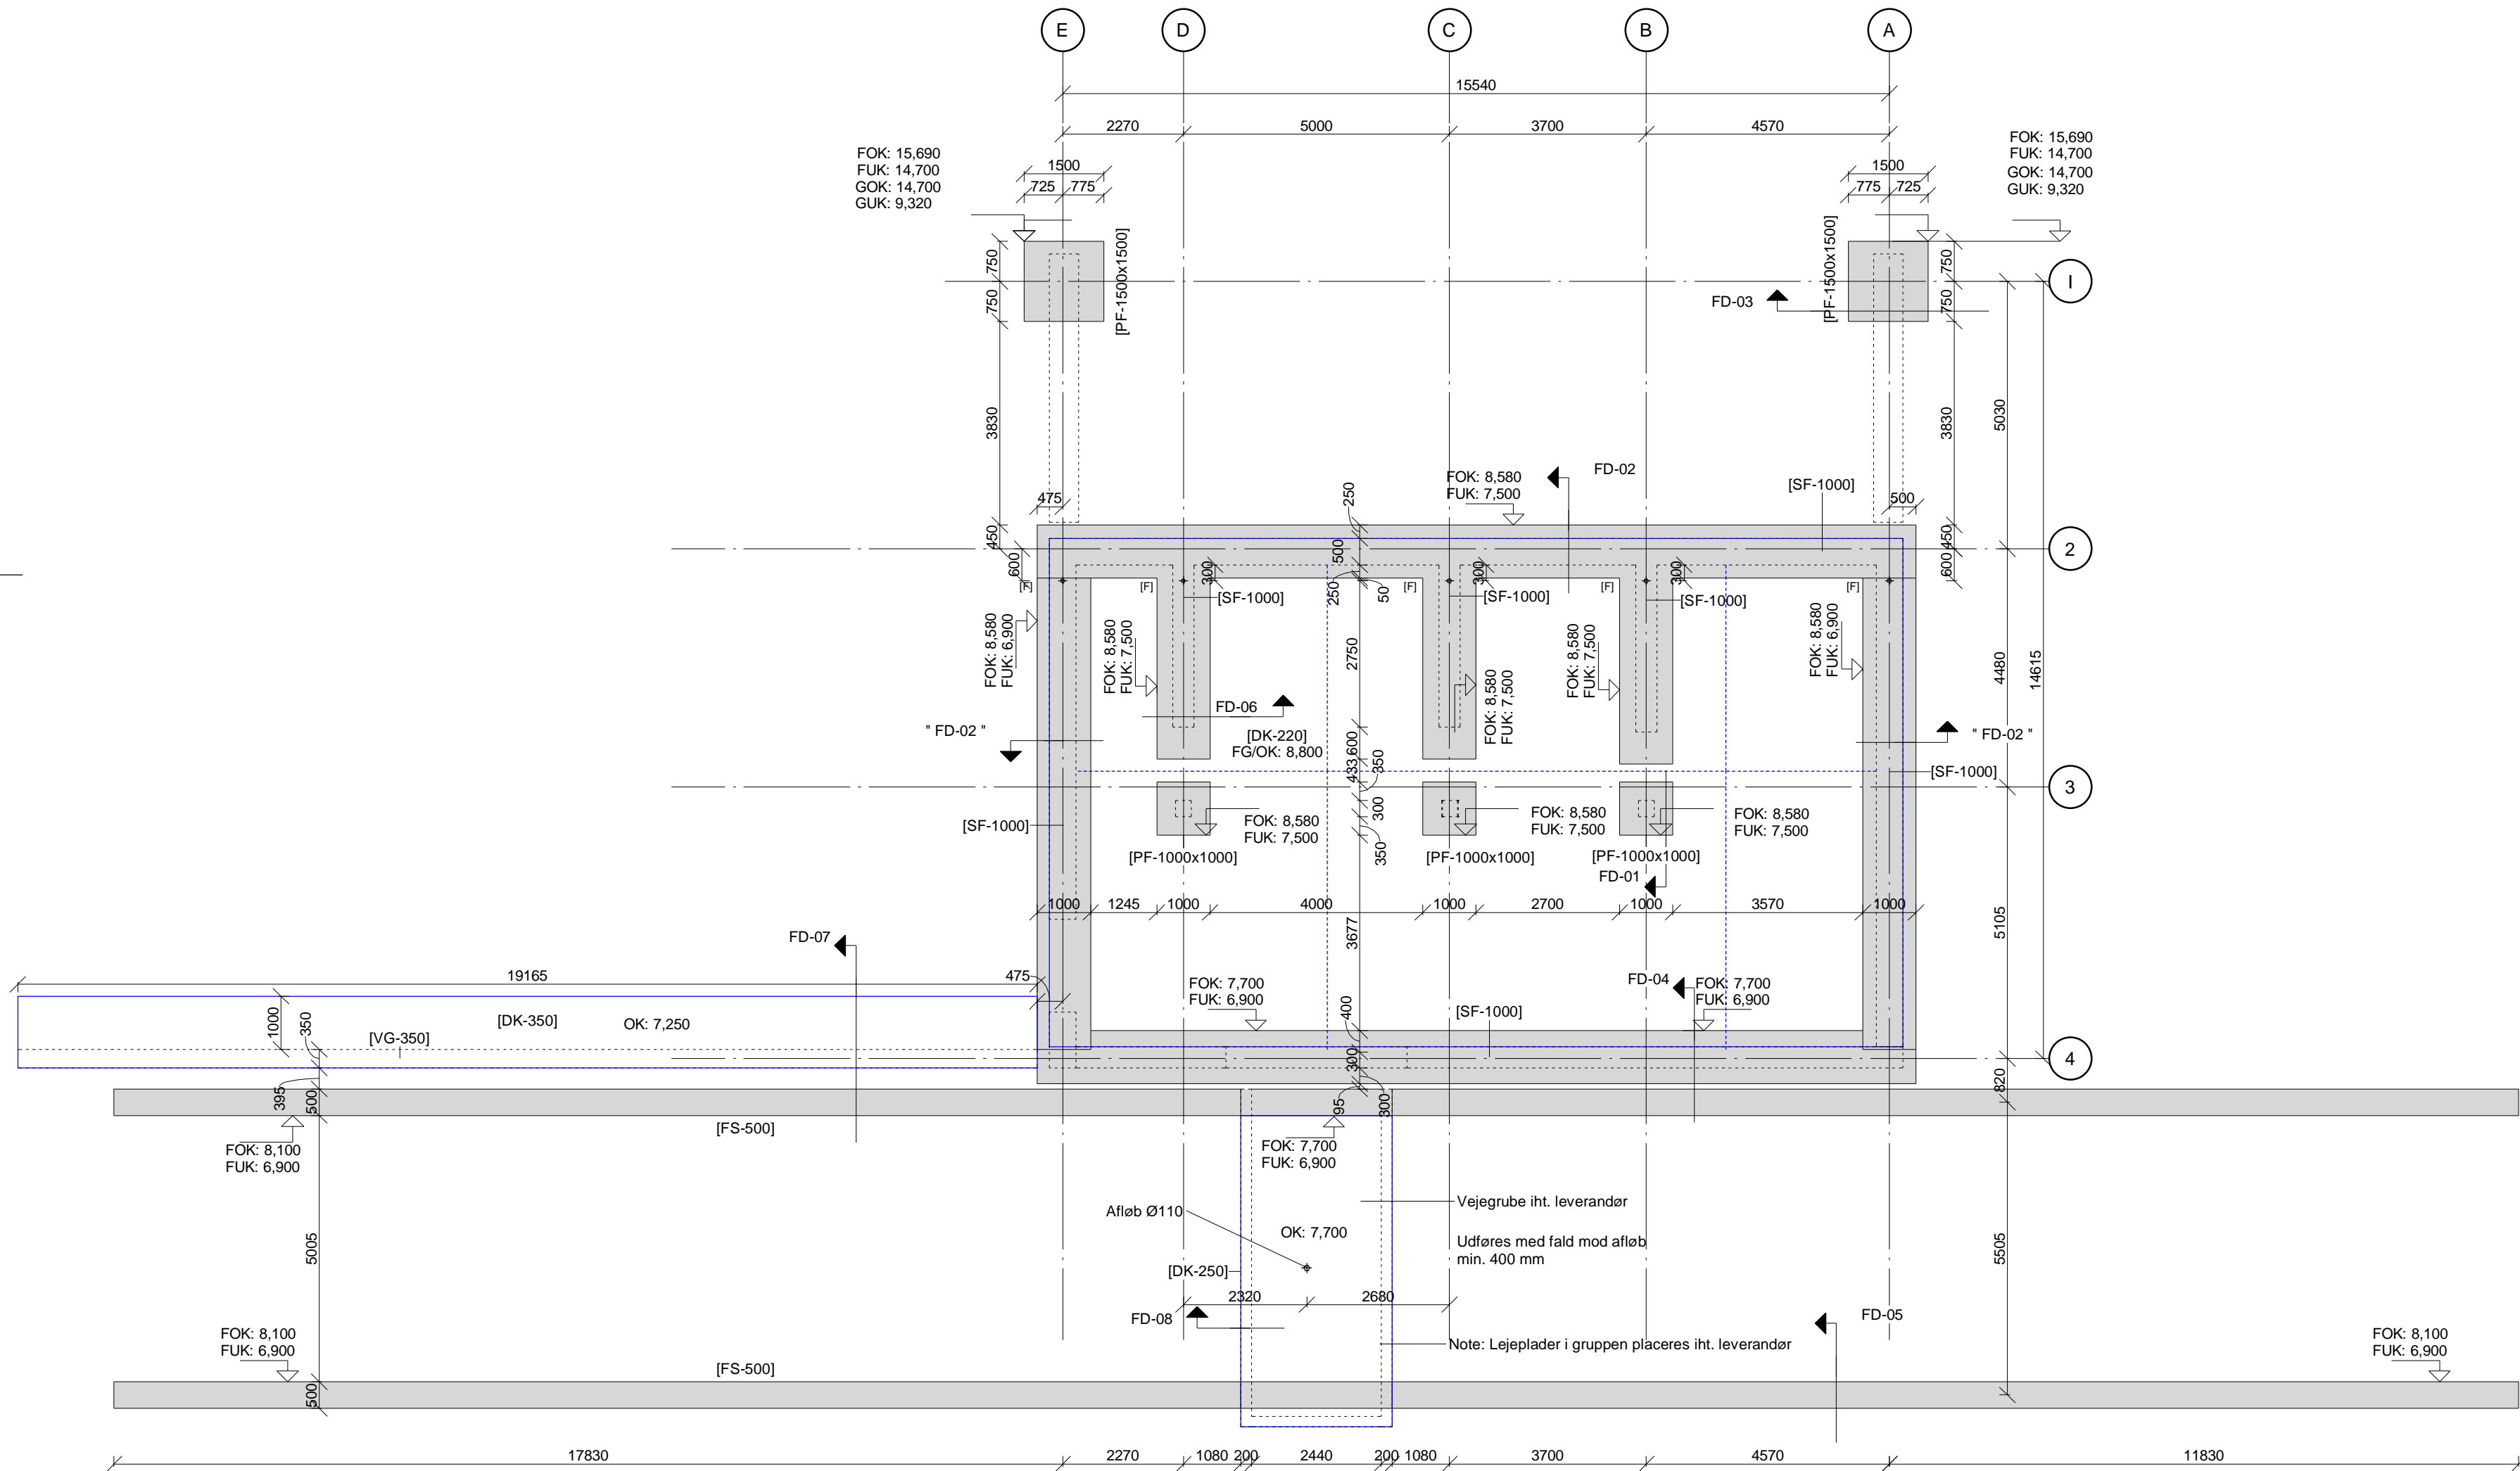 E
D
C
B
A
15540
2270
5000
3700
4570
FOK: 15,690
FUK: 14,700
GOK: 14,700
GUK: 9,320
1500
725
775
1500
775
725
FOK: 15,690
FUK: 14,700
GOK: 14,700
GUK: 9,320
750
750
[PF-1500x1500]
FD-03
[PF-1500x1500]
750
750
I
3830
3830
5030
475
250
FOK: 8,580
FUK: 7,500
FD-02
[SF-1000]
500
450
600
500
250
50
300
300
300
450
600
2
[F]
[F]
[F]
[F]
[F]
[SF-1000]
[SF-1000]
[SF-1000]
FOK: 8,580
FUK: 6,900
FOK: 8,580
FUK: 7,500
2750
FOK: 8,580
FUK: 7,500
FOK: 8,580
FUK: 7,500
FOK: 8,580
FUK: 6,900
4480
14615
" FD-02 "
FD-06
[DK-220]
FG/OK: 8,800
600
433
350
" FD-02 "
[SF-1000]
3
[SF-1000]
FOK: 8,580
FUK: 7,500
300
350
FOK: 8,580
FUK: 7,500
FOK: 8,580
FUK: 7,500
[PF-1000x1000]
[PF-1000x1000]
[PF-1000x1000]
FD-01
1000
1245
1000
4000
1000
2700
1000
3570
1000
3677
5105
FD-07
19165
475
FOK: 7,700
FUK: 6,900
FD-04
FOK: 7,700
FUK: 6,900
1000
350
[VG-350]
[DK-350]
OK: 7,250
400
[SF-1000]
300
4
395
500
95
300
820
[FS-500]
FOK: 8,100
FUK: 6,900
FOK: 7,700
FUK: 6,900
Vejegrube iht. leverandør
Afløb Ø110
OK: 7,700
Udføres med fald mod afløb
min. 400 mm
5005
5505
[DK-250]
2320
2680
FD-08
FD-05
FOK: 8,100
FUK: 6,900
Note: Lejeplader i gruppen placeres iht. leverandør
FOK: 8,100
FUK: 6,900
[FS-500]
500
17830
2270
1080
200
2440
200
1080
3700
4570
11830